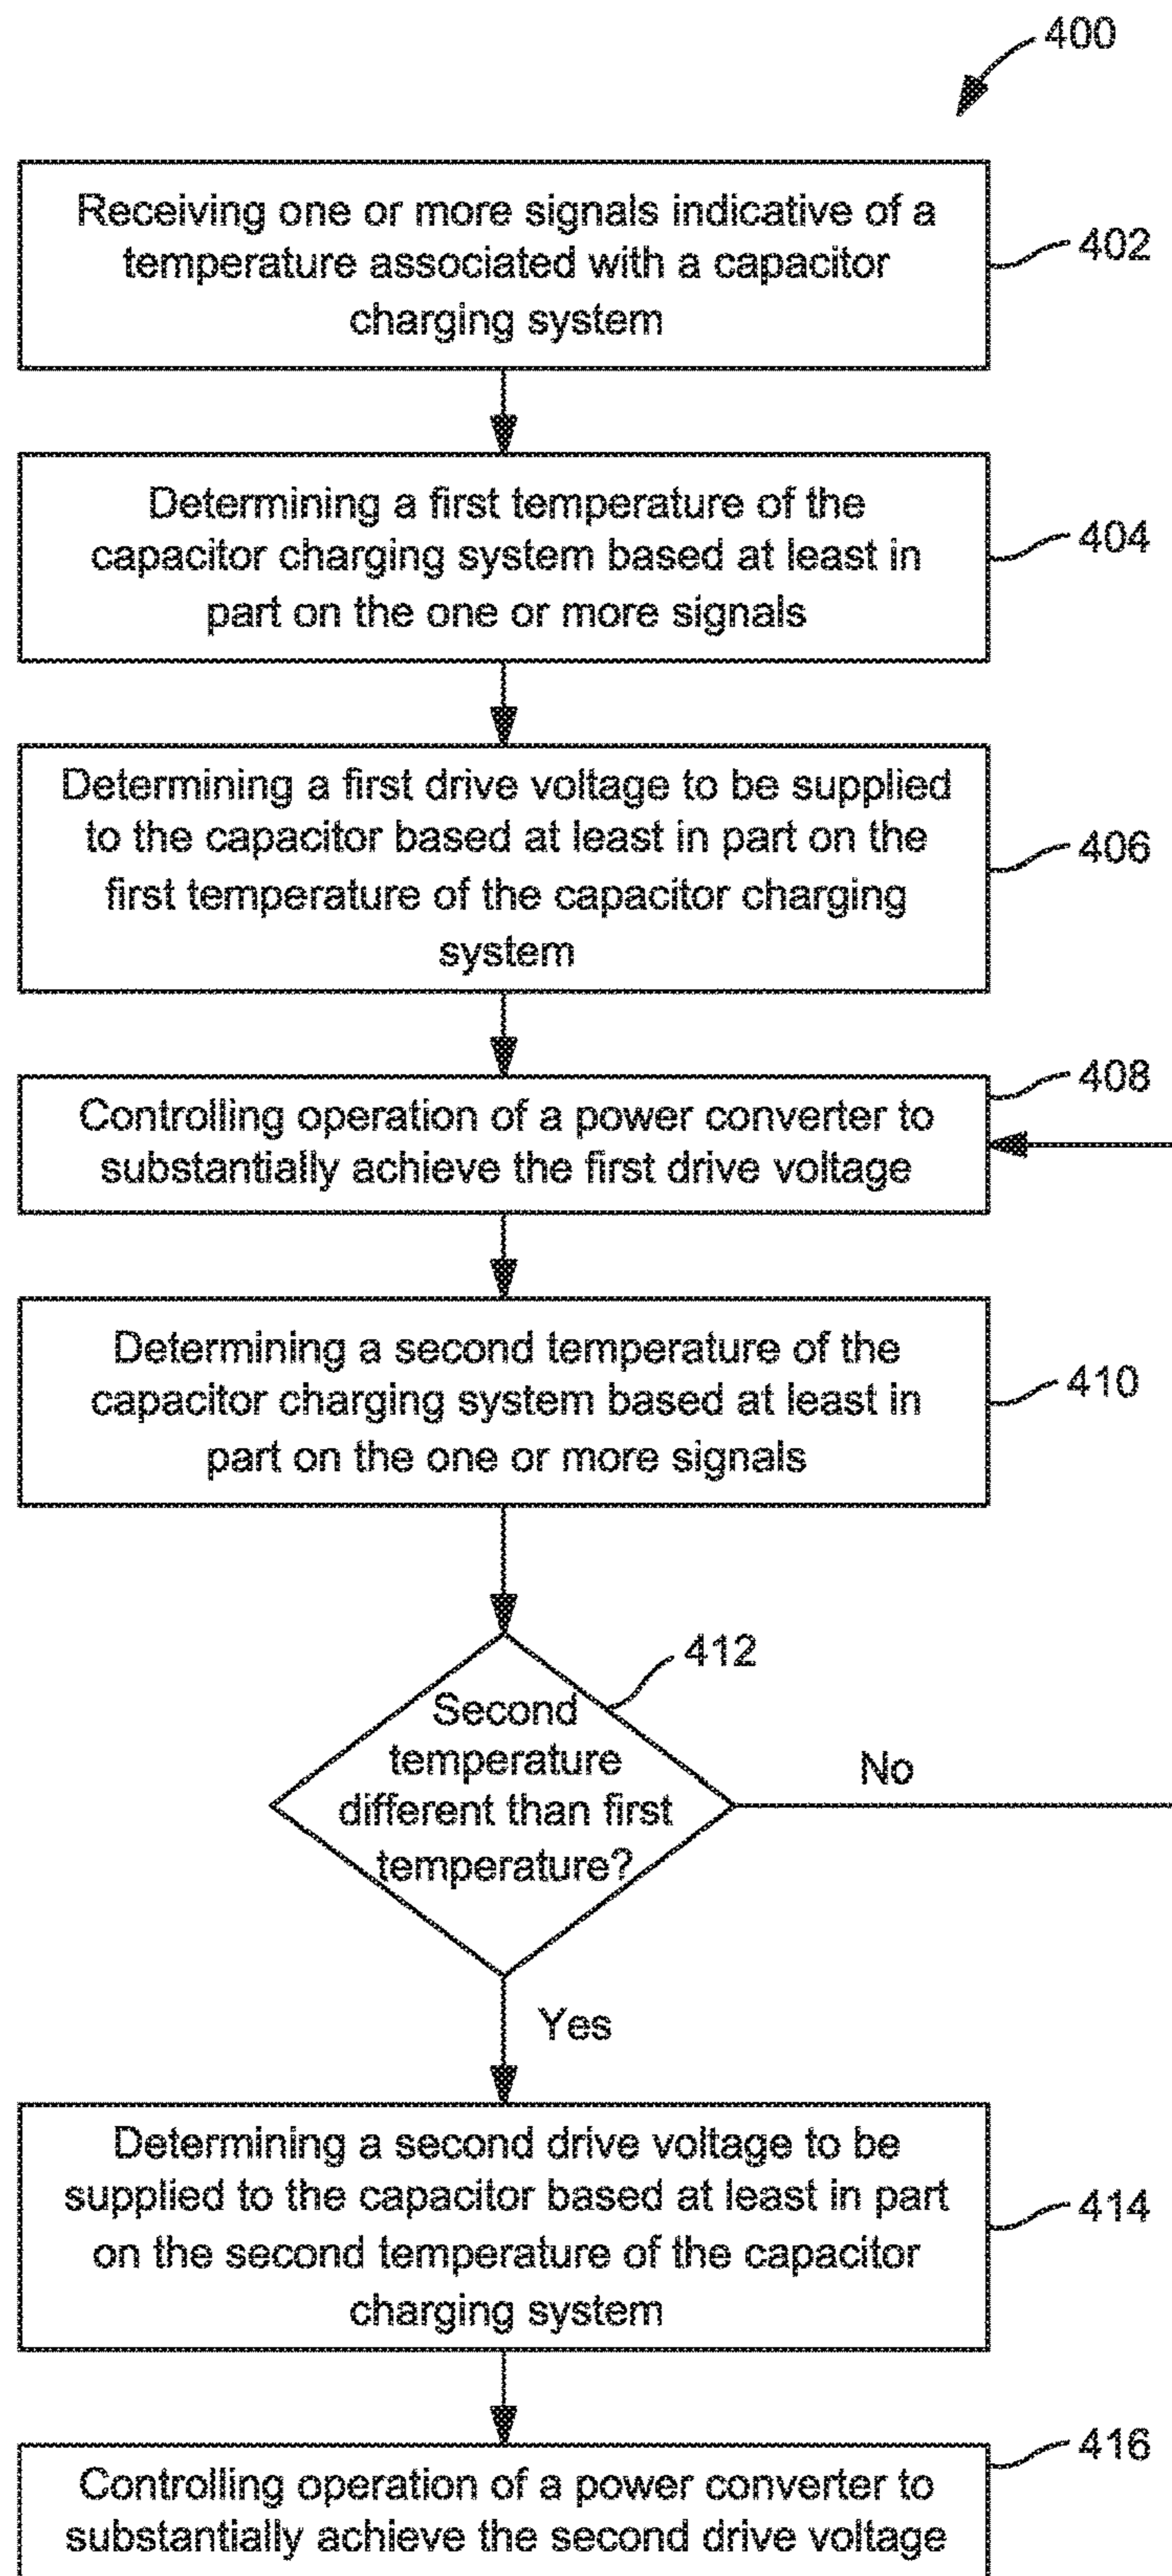 400
Receiving one or more signals indicative of a
temperature associated with a capacitor
charging system
402
Determining a first temperature of the
capacitor charging system based at least in
part on the one or more signals
404
Determining a first drive voltage to be supplied
to the capacitor based at least in part on the
first temperature of the capacitor charging
system
406
Controlling operation of a power converter to
substantially achieve the first drive voltage
408
Determining a second temperature of the
capacitor charging system based at least in
part on the one or more signals
410
412
Second
temperature
different than first
temperature?
No
Yes
Determining a second drive voltage to be
supplied to the capacitor based at least in part
on the second temperature of the capacitor
charging system
414
Controlling operation of a power converter to
substantially achieve the second drive voltage
416